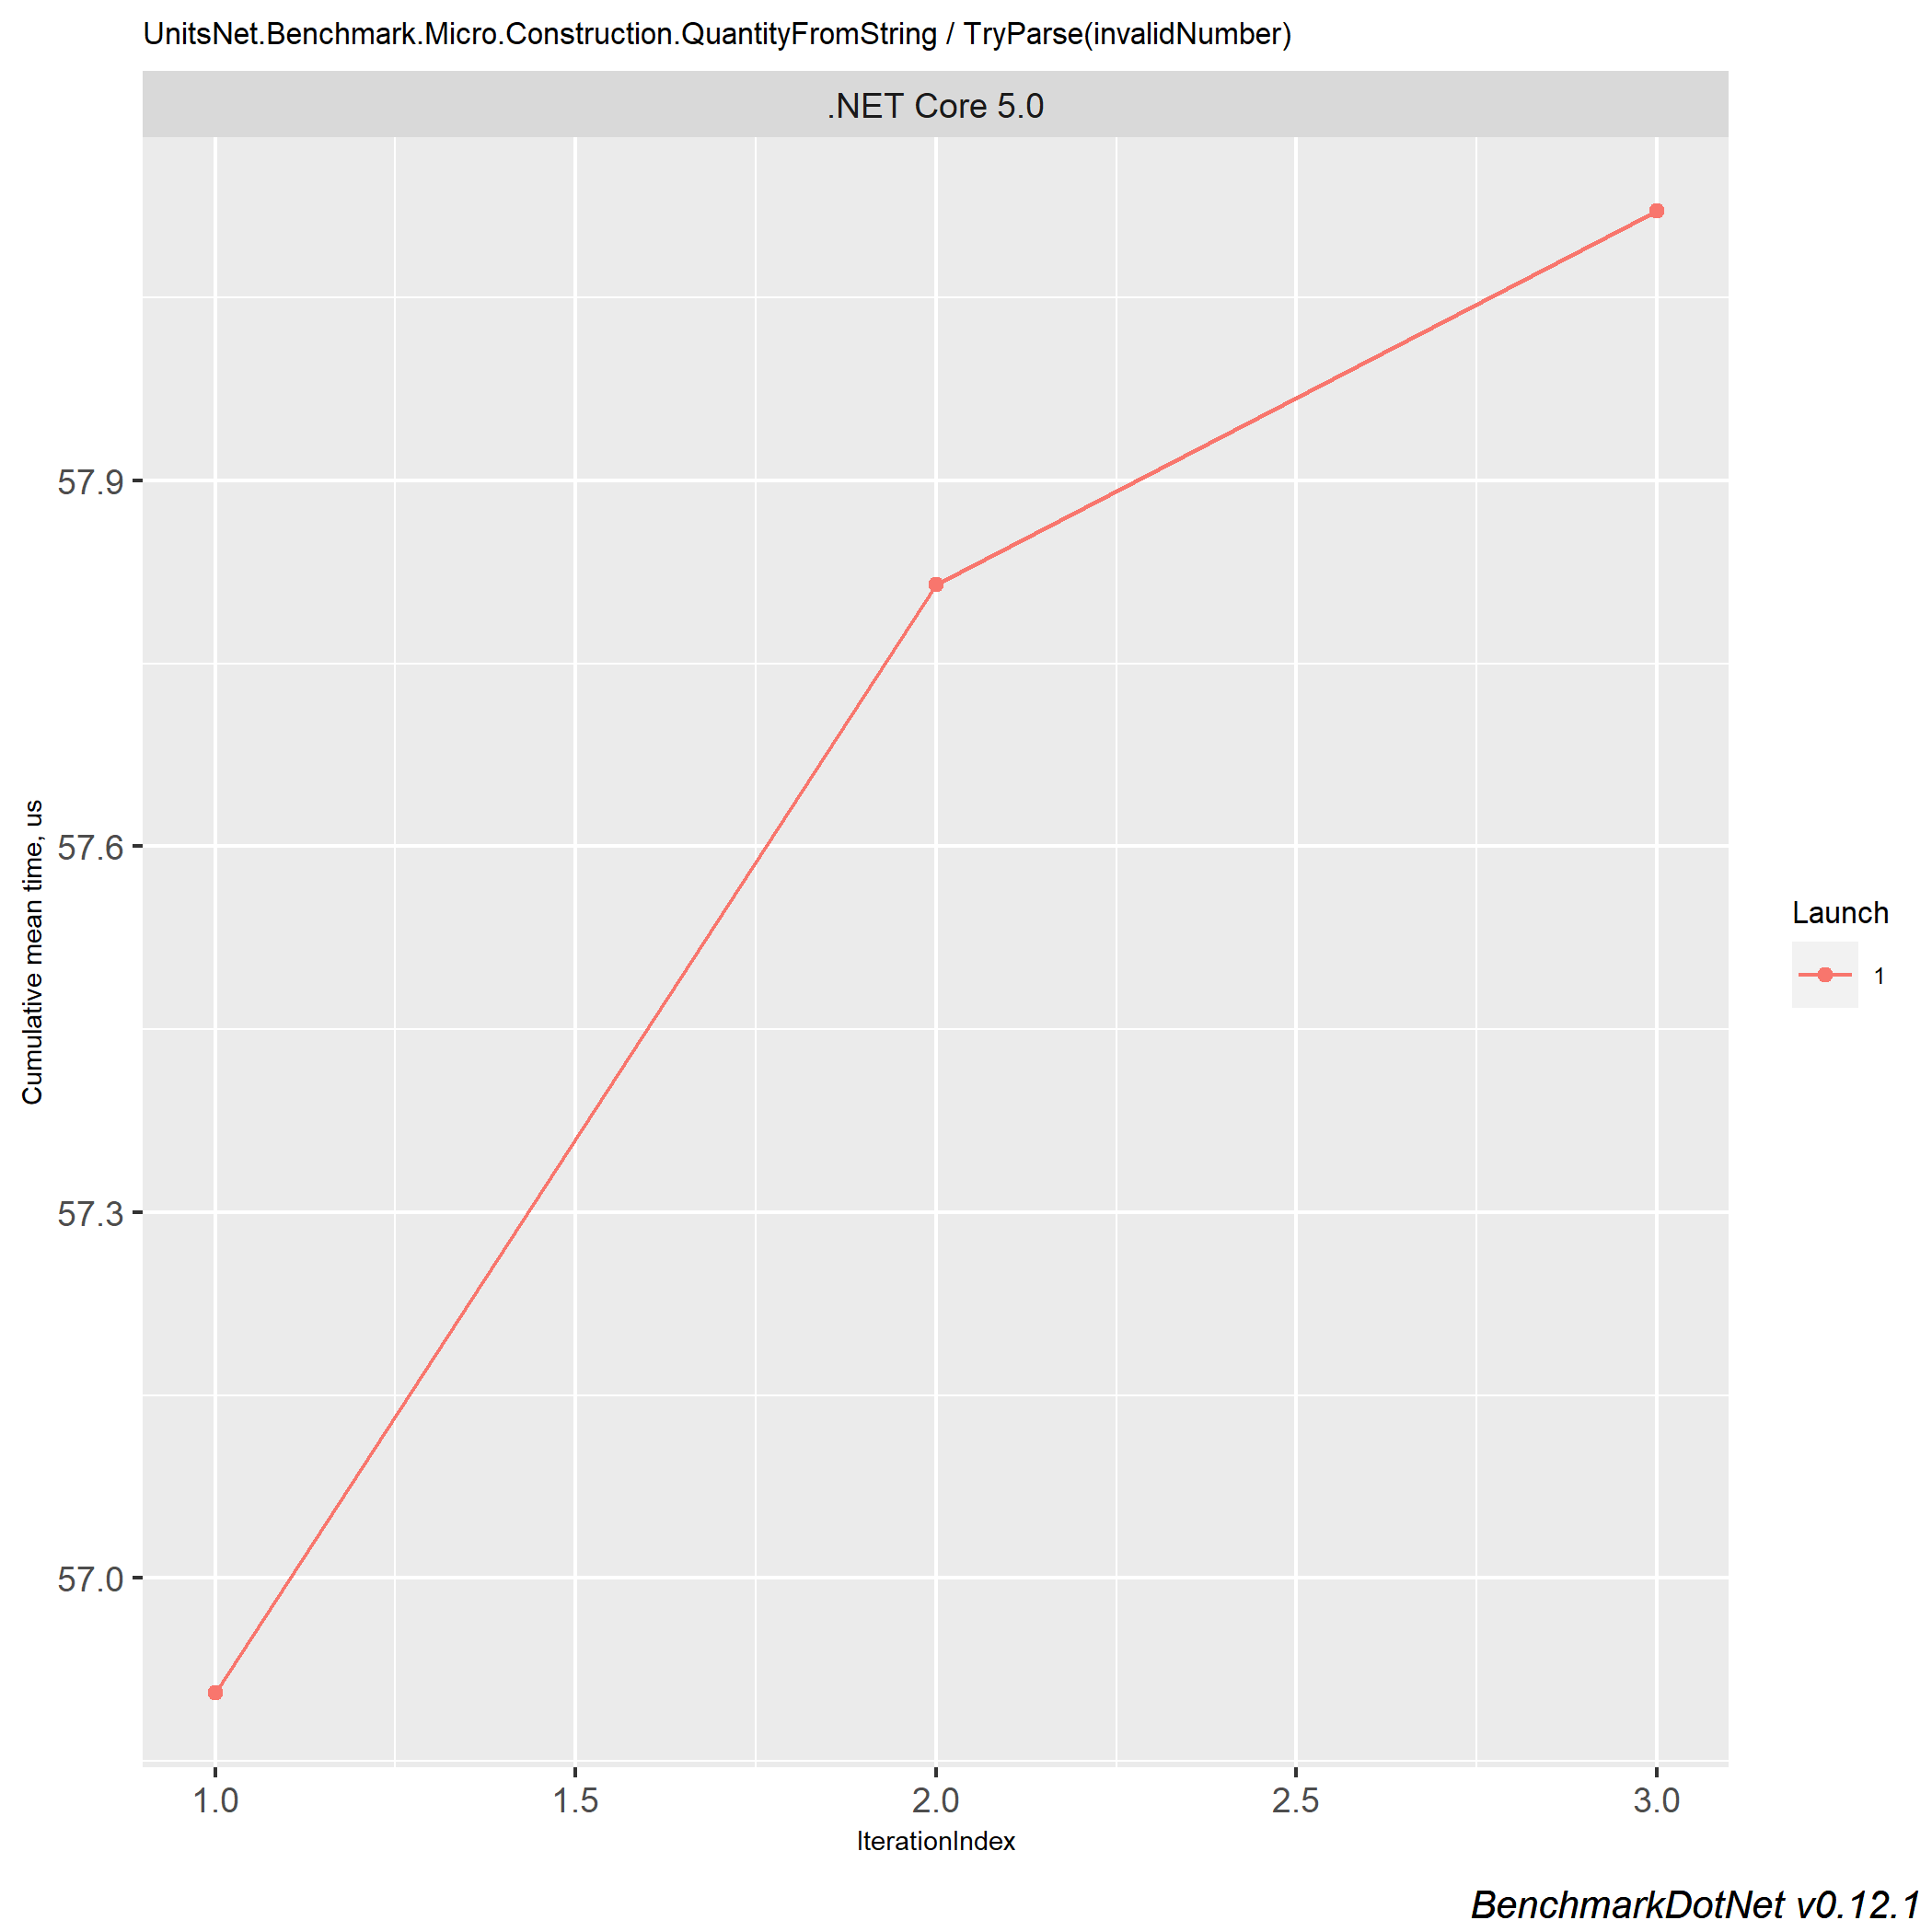 UnitsNet.Benchmark.Micro.Construction.QuantityFromString / TryParse(invalidNumber)
.NET Core 5.0
57.9
57.6
57.3
57.0
Cumulative mean time, us
1.0 1.5 2.0 2.5 3.0
IterationIndex
Launch
1
BenchmarkDotNet v0.12.1